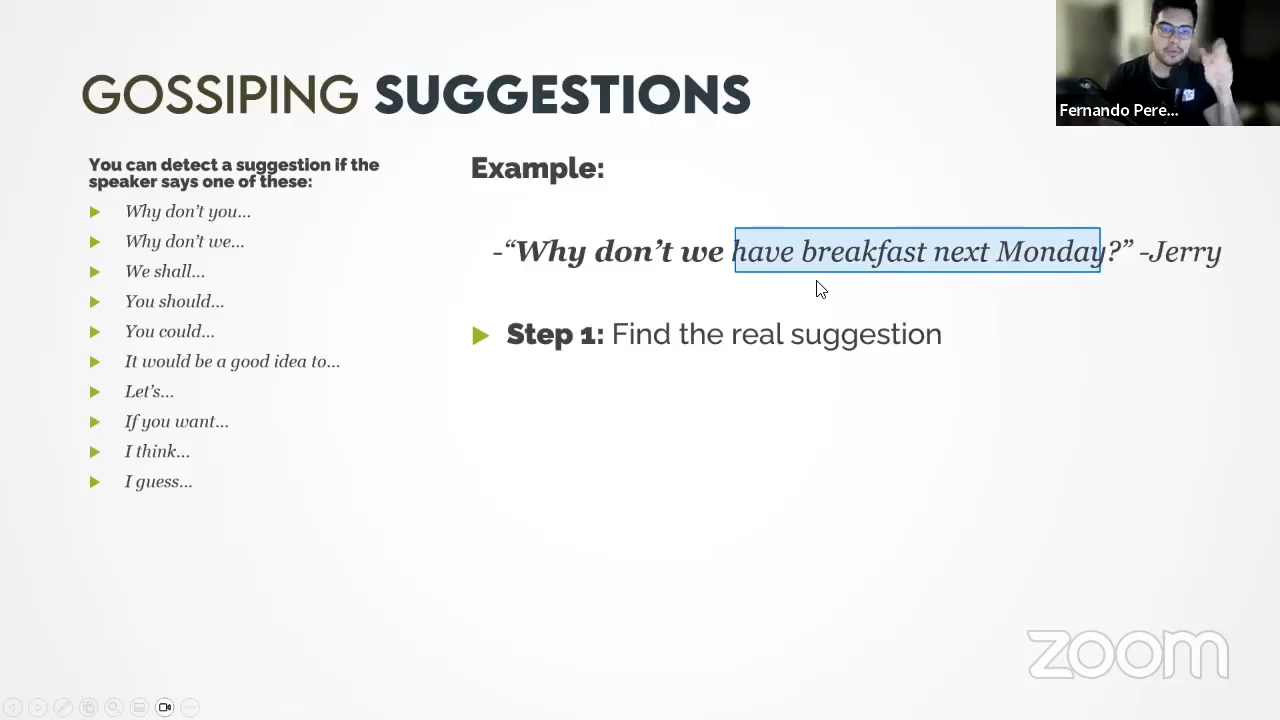 GOSSIPING SUGGESTIONS
You can detect a suggestion if the
speaker says one of these:
Why don't you...
Why don't we...
We shall...
You should...
You could...
It would be a good idea to...
Let's...
If you want...
I think...
I guess...
Example:
-“Why don't we have breakfast next Monday?” -Jerry
Step 1: Find the real suggestion
Fernando Pere...
zoom